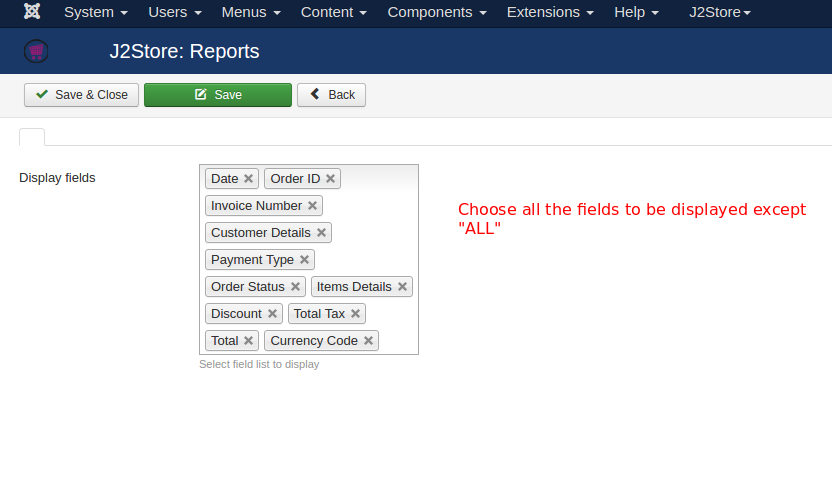 System Users Menus Content Components Extensions Help J2Store
J2Store: Reports
Save & Close Save Back
Display fields
Date Order ID
Invoice Number
Customer Details
Payment Type
Order Status Items Details
Discount Total Tax
Total Currency Code
Select field list to display
Choose all the fields to be displayed except
"ALL"